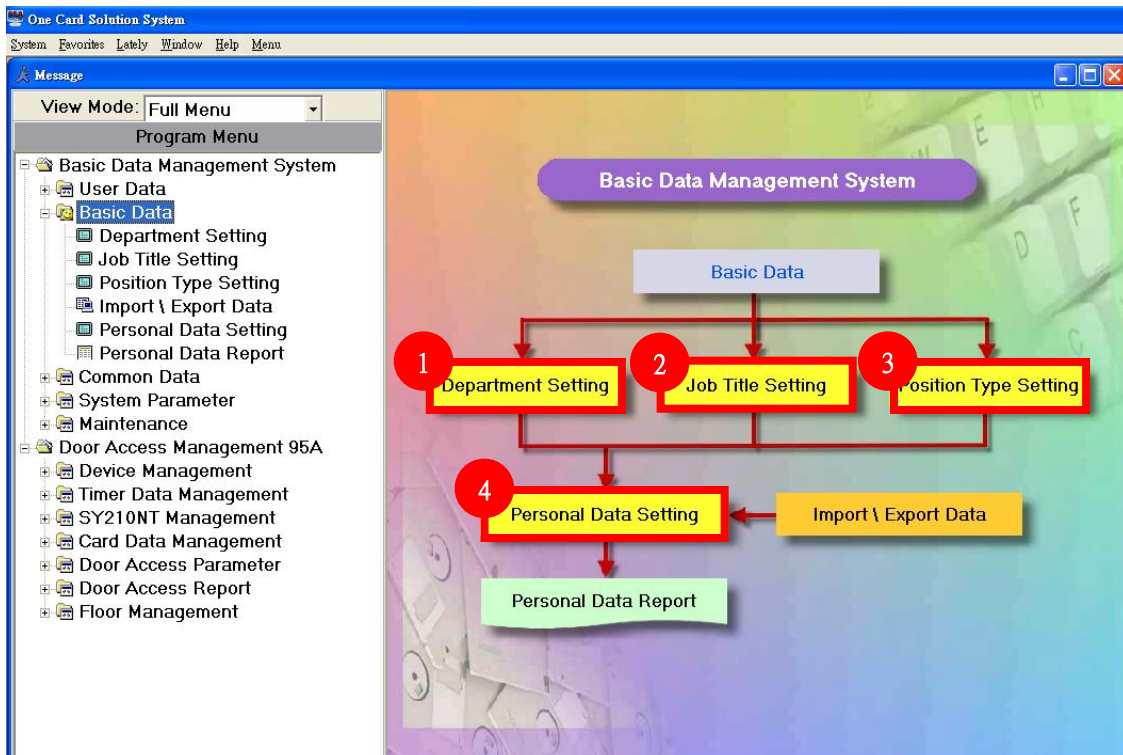 One Card Solution System
System Favorites Lately Window Help Menu
Message
View Mode: Full Menu
Program Menu
Basic Data Management System
User Data
Basic Data
Department Setting
Job Title Setting
Position Type Setting
Import \ Export Data
Personal Data Setting
Personal Data Report
Common Data
System Parameter
Maintenance
Door Access Management 95A
Device Management
Timer Data Management
SY210NT Management
Card Data Management
Door Access Parameter
Door Access Report
Floor Management
Basic Data Management System
Basic Data
1 2 3
Department Setting Job Title Setting Position Type Setting
4
Personal Data Setting Import \ Export Data
Personal Data Report
H
E
W
F
D
C